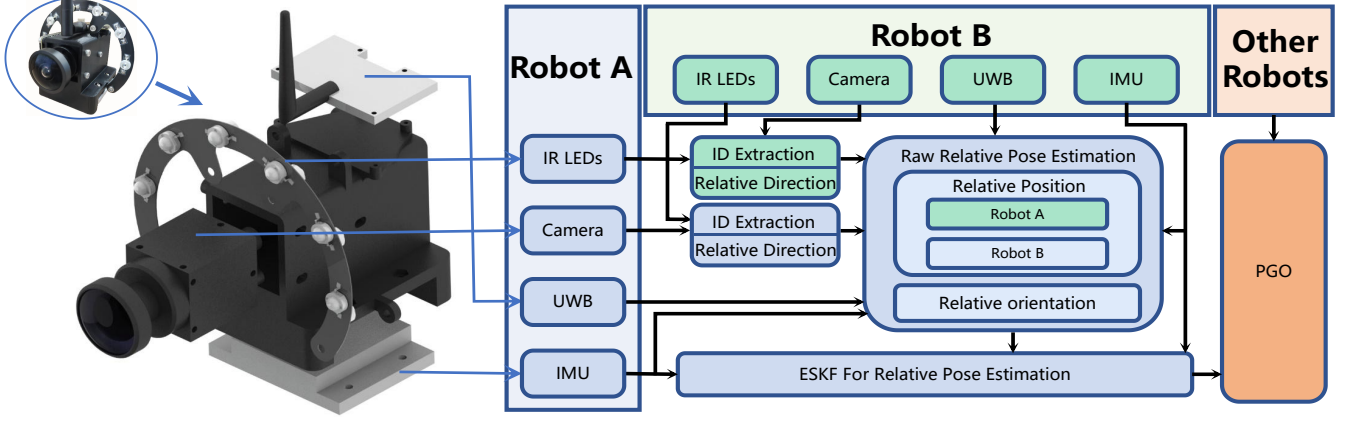 Robot A
IR LEDs
Camera
UWB
IMU
Robot B
IR LEDs
Camera
UWB
IMU
Other
Robots
ID Extraction
Relative Direction
ID Extraction
Relative Direction
Raw Relative Pose Estimation
Relative Position
Robot A
Robot B
Relative orientation
ESKF For Relative Pose Estimation
PGO